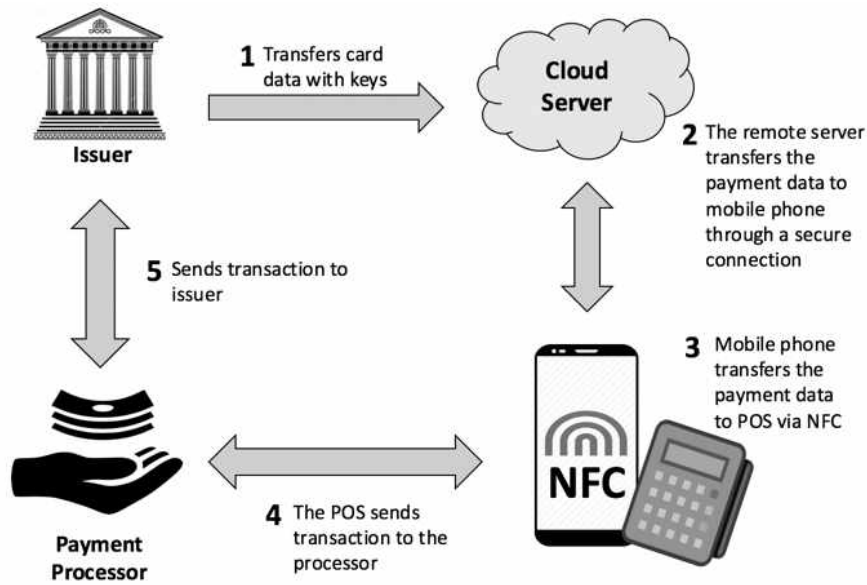 1 Transfers card
data with keys
Cloud
Server
Issuer
2 The remote server
transfers the
payment data to
mobile phone
through a secure
connection
5 Sends transaction to
issuer
3 Mobile phone
transfers the
payment data
to POS via NFC
NFC
4 The POS sends
transaction to the
processor
Payment
Processor